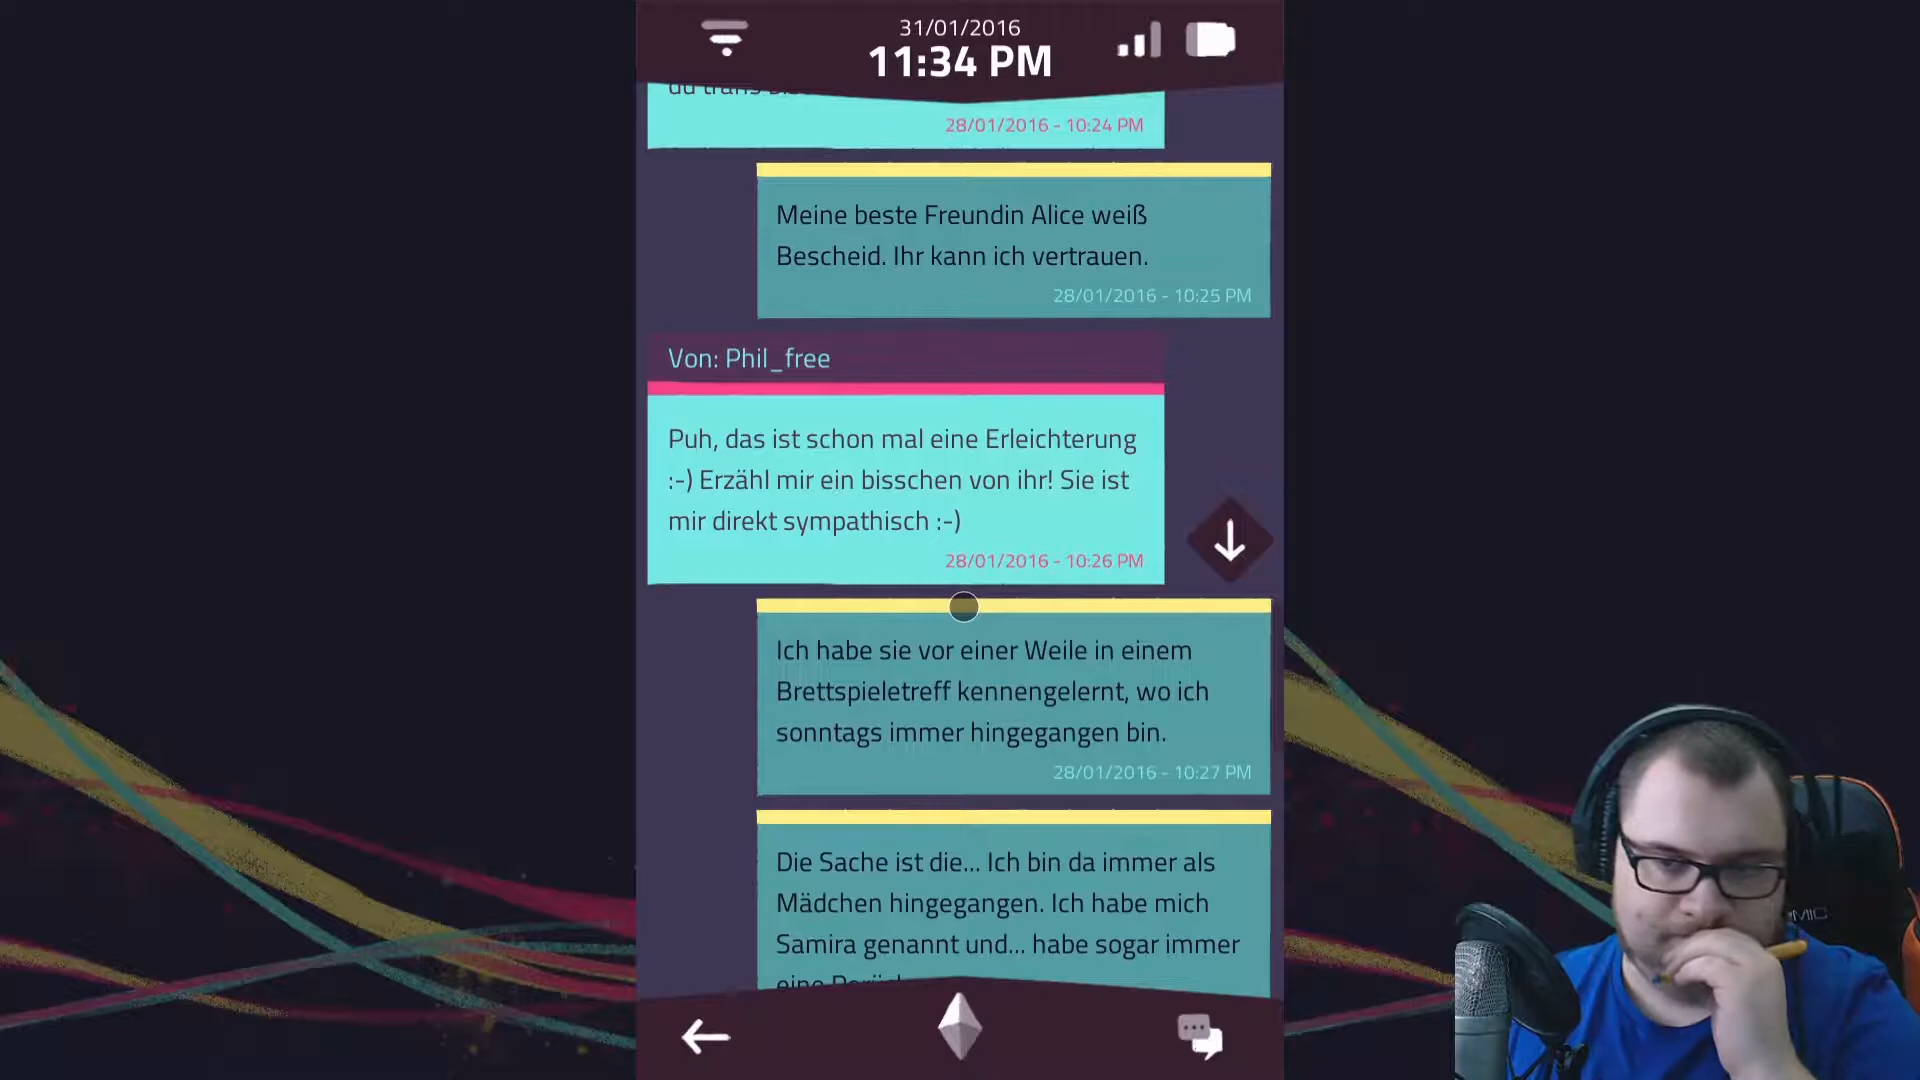 31/01/2016
11:34 PM
du trans bist
28/01/2016 - 10:24 PM
Meine beste Freundin Alice weiß
Bescheid. Ihr kann ich vertrauen.
28/01/2016 - 10:25 PM
Von: Phil_free
Puh, das ist schon mal eine Erleichterung
:-) Erzähl mir ein bisschen von ihr! Sie ist
mir direkt sympathisch :-)
28/01/2016 - 10:26 PM
Ich habe sie vor einer Weile in einem
Brettspieletreff kennengelernt, wo ich
sonntags immer hingegangen bin.
28/01/2016 - 10:27 PM
Die Sache ist die... Ich bin da immer als
Mädchen hingegangen. Ich habe mich
Samira genannt und... habe sogar immer
eine